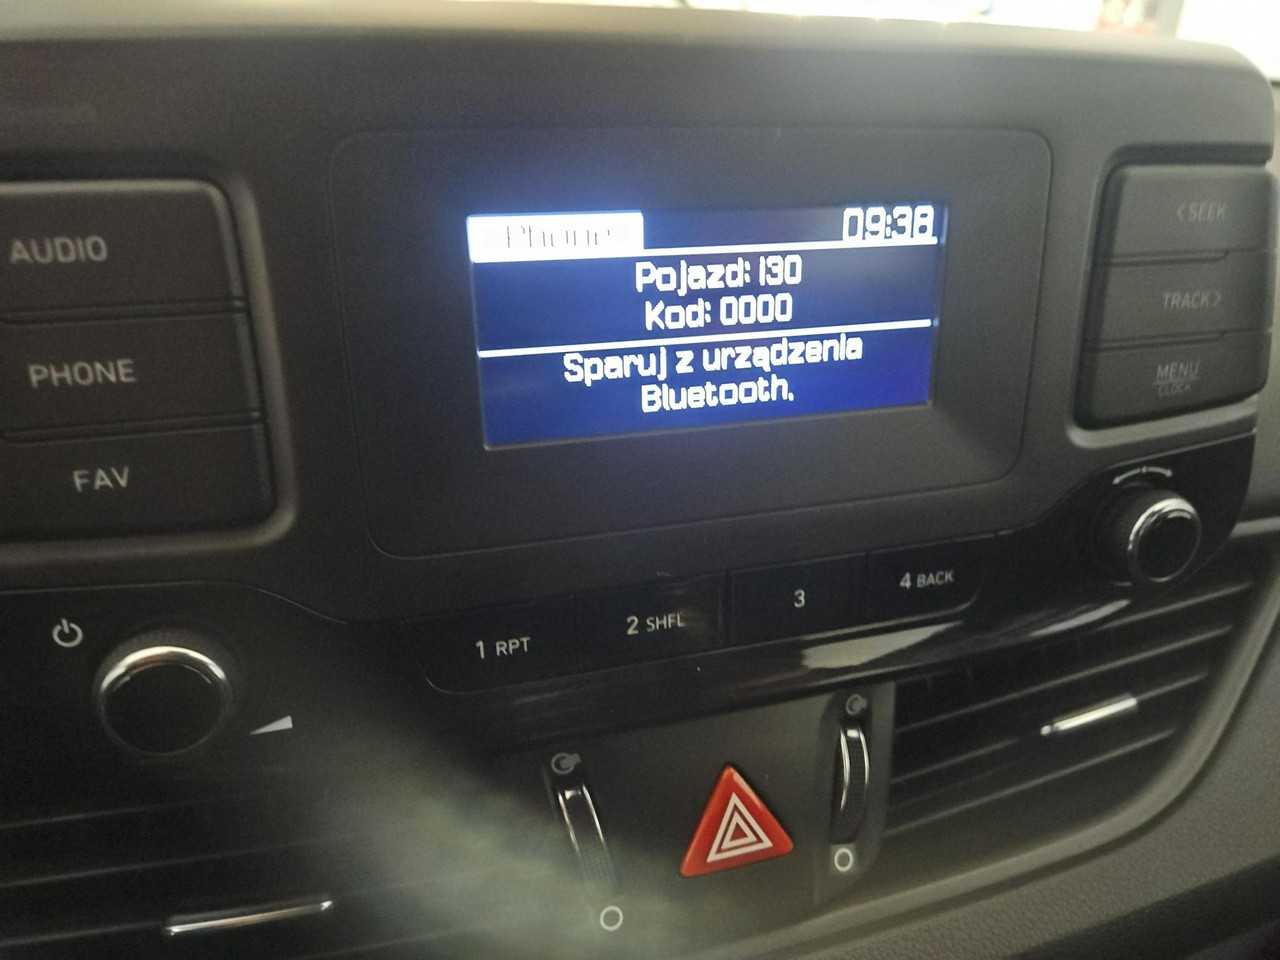 Phone 09:38
Pojazd: I30
Kod: 0000
Sparuj z urządzenia
Bluetooth.
AUDIO
PHONE
FAV
<SEEK
TRACK>
MENU
CLOCK
1 RPT
2 SHFL
3
4 BACK